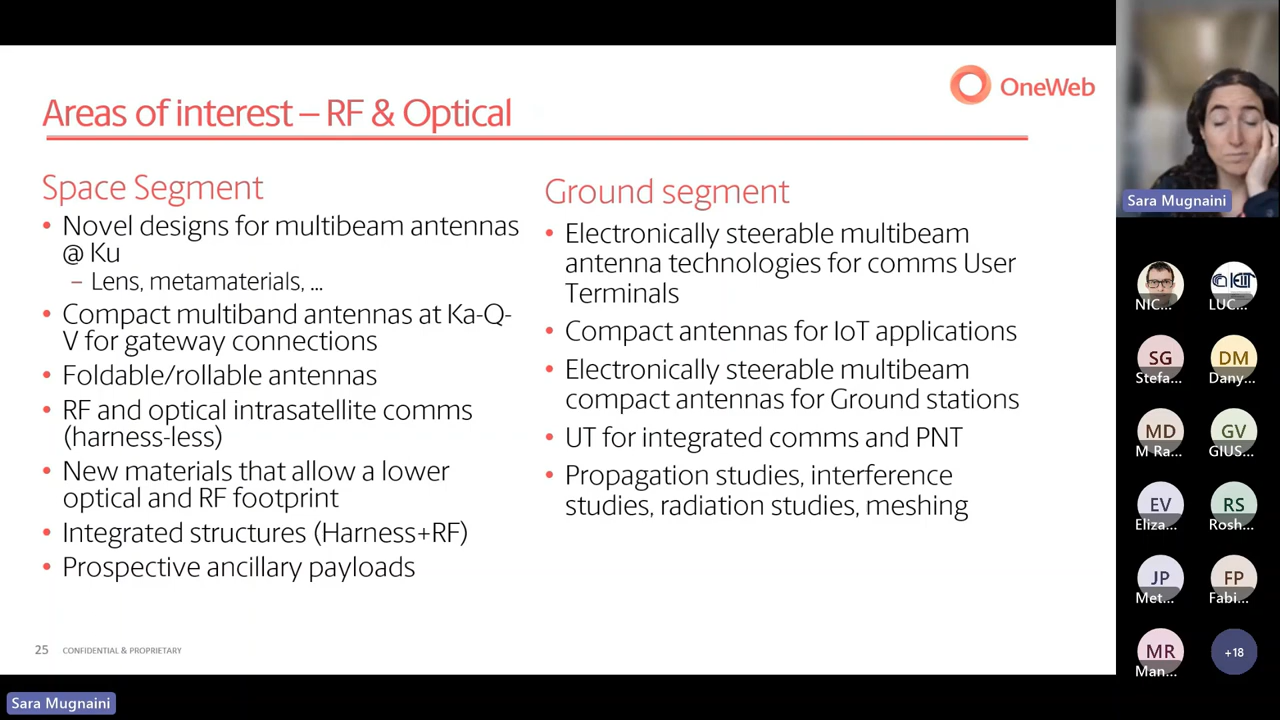 OneWeb
Areas of interest – RF & Optical
Space Segment
• Novel designs for multibeam antennas
@ Ku
– Lens, metamaterials, ...
• Compact multiband antennas at Ka-Q-
V for gateway connections
• Foldable/rollable antennas
• RF and optical intrasatellite comms
(harness-less)
• New materials that allow a lower
optical and RF footprint
• Integrated structures (Harness+RF)
• Prospective ancillary payloads
Ground segment
• Electronically steerable multibeam
antenna technologies for comms User
Terminals
• Compact antennas for IoT applications
• Electronically steerable multibeam
compact antennas for Ground stations
• UT for integrated comms and PNT
• Propagation studies, interference
studies, radiation studies, meshing
25 CONFIDENTIAL & PROPRIETARY
Sara Mugnaini
Sara Mugnaini
NIC... LUC...
SG DM
Stefa... Dany...
MD GV
M Ra... GIUS...
EV RS
Eliza... Rosh...
JP FP
Met... Fabi...
MR +18
Man...